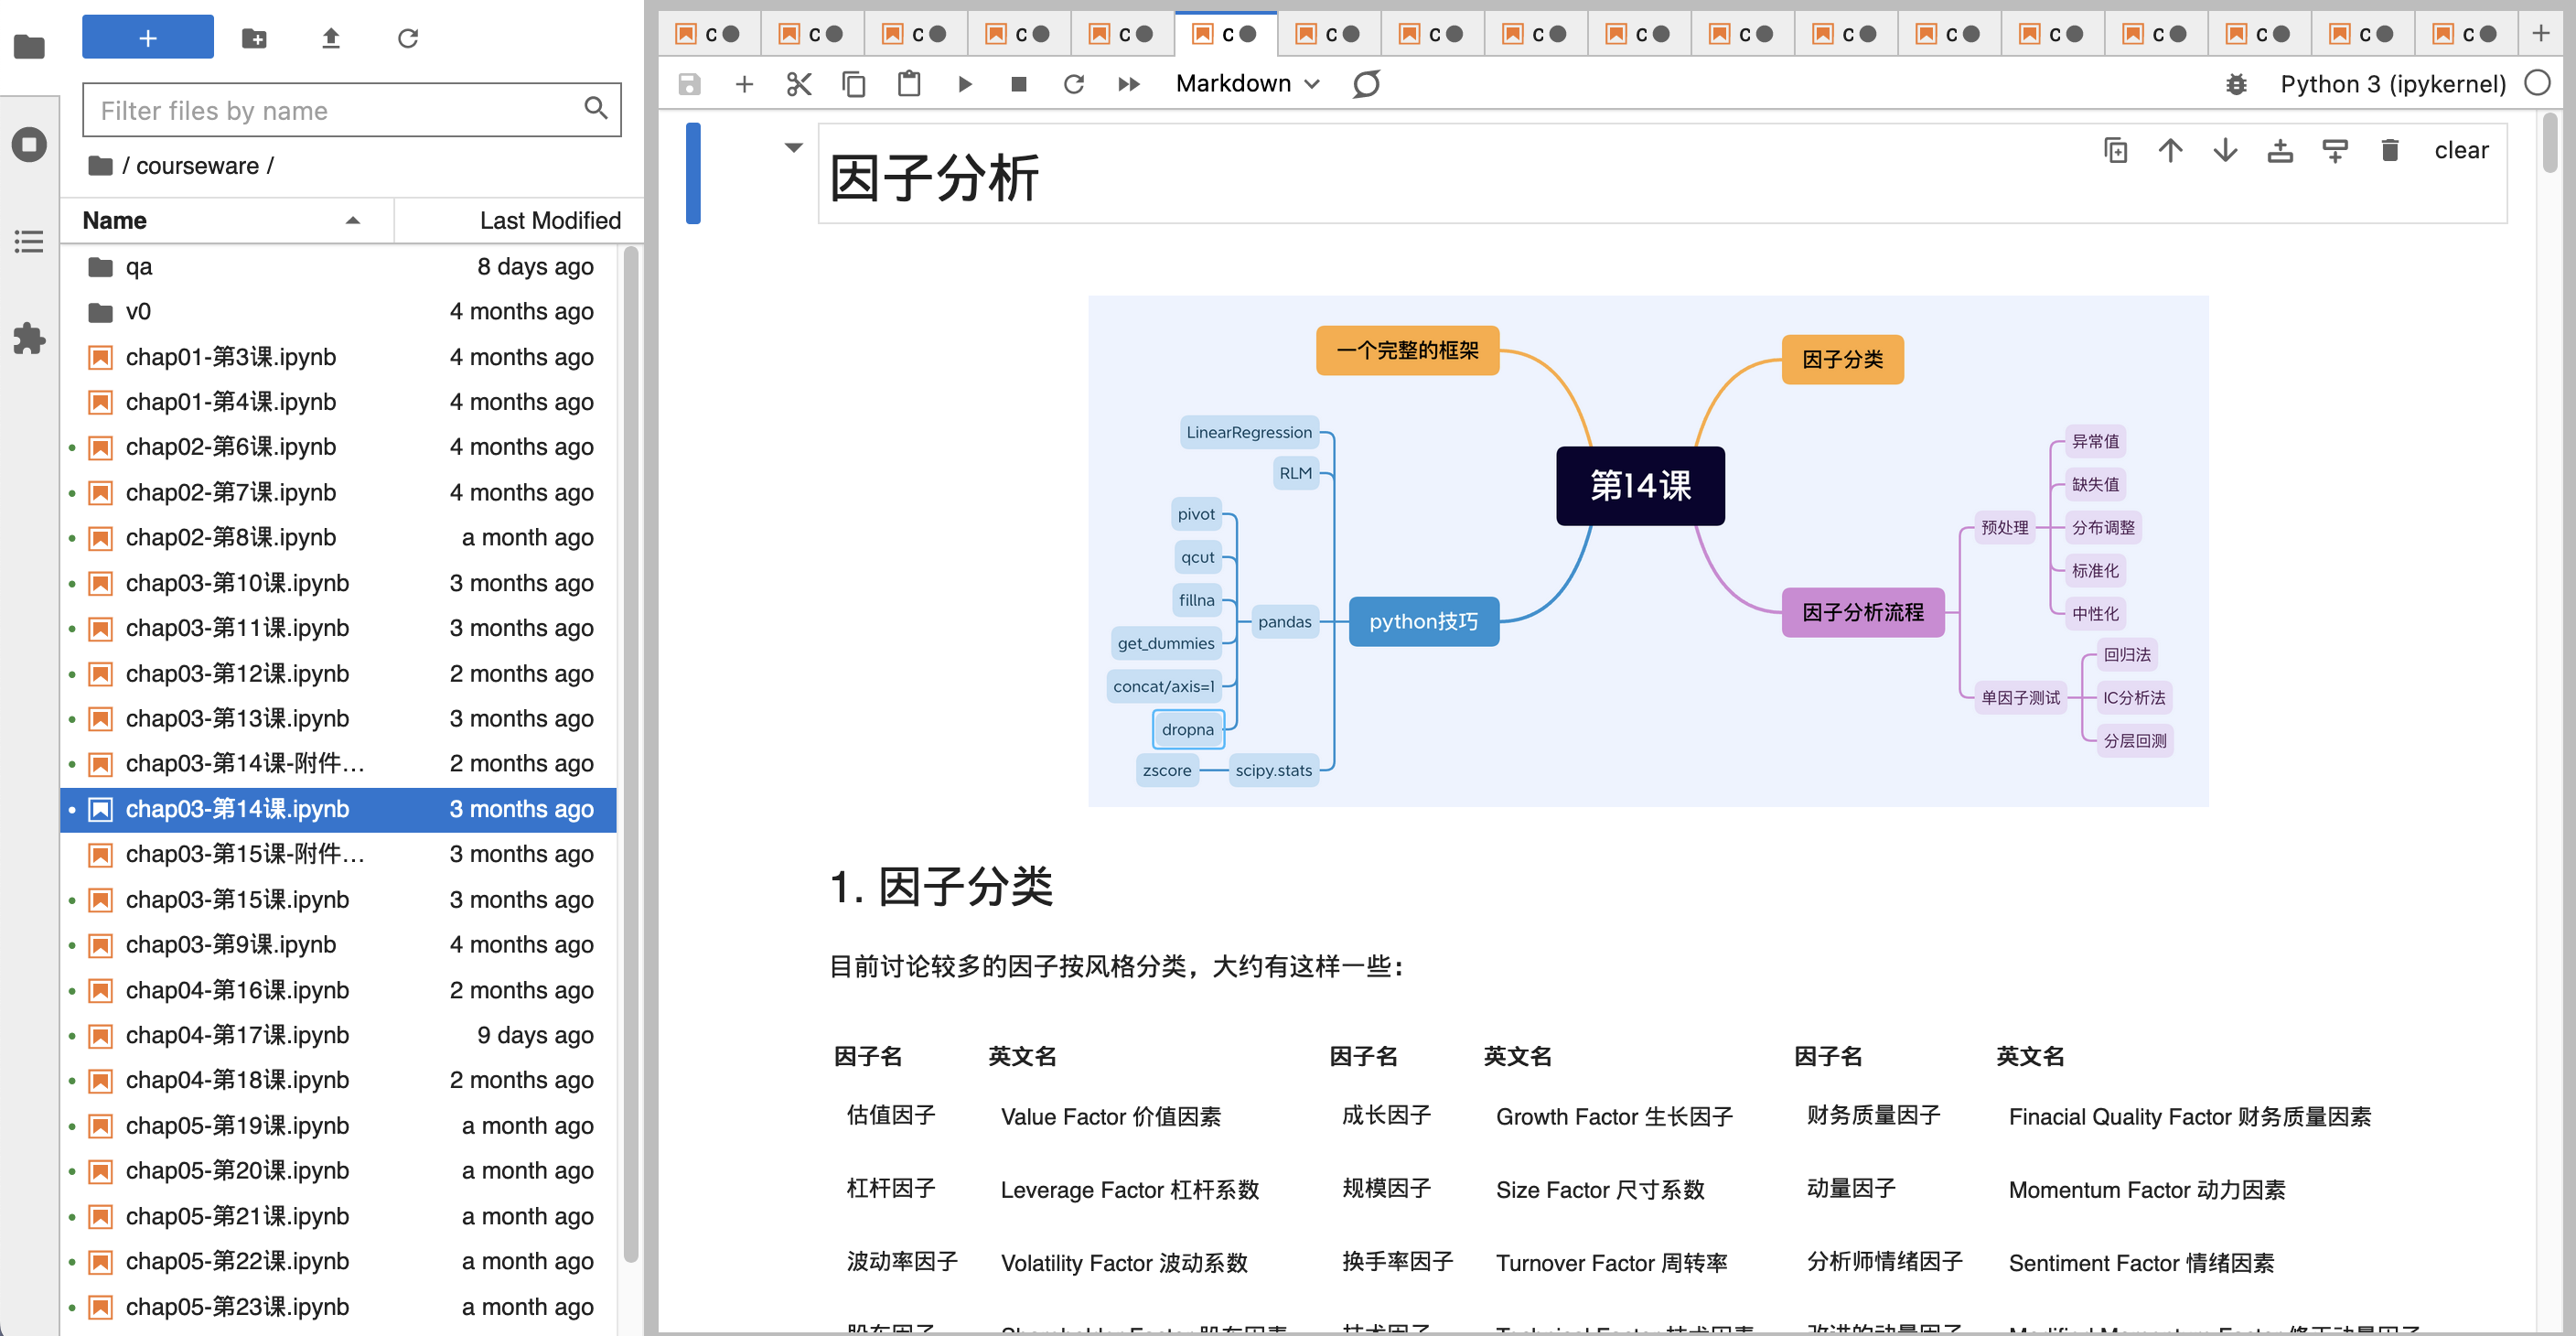 Filter files by name
/ courseware /
Name Last Modified
qa 8 days ago
v0 4 months ago
chap01-第3课.ipynb 4 months ago
chap01-第4课.ipynb 4 months ago
chap02-第6课.ipynb 4 months ago
chap02-第7课.ipynb 4 months ago
chap02-第8课.ipynb a month ago
chap03-第10课.ipynb 3 months ago
chap03-第11课.ipynb 3 months ago
chap03-第12课.ipynb 2 months ago
chap03-第13课.ipynb 3 months ago
chap03-第14课-附件... 2 months ago
chap03-第14课.ipynb 3 months ago
chap03-第15课-附件... 3 months ago
chap03-第15课.ipynb 3 months ago
chap03-第9课.ipynb 4 months ago
chap04-第16课.ipynb 2 months ago
chap04-第17课.ipynb 9 days ago
chap04-第18课.ipynb 2 months ago
chap05-第19课.ipynb a month ago
chap05-第20课.ipynb a month ago
chap05-第21课.ipynb a month ago
chap05-第22课.ipynb a month ago
chap05-第23课.ipynb a month ago
c c c c c c c c c c c c c c c c c c
Markdown Python 3 (ipykernel)
因子分析
clear
一个完整的框架
因子分类
第14课
LinearRegression
RLM
pivot
qcut
fillna
get_dummies
concat/axis=1
dropna
pandas
python技巧
zscore
scipy.stats
因子分析流程
预处理
异常值
缺失值
分布调整
标准化
中性化
单因子测试
回归法
IC分析法
分层回测
1. 因子分类
目前讨论较多的因子按风格分类，大约有这样一些：
因子名 英文名 因子名 英文名 因子名 英文名
估值因子 Value Factor 价值因素 成长因子 Growth Factor 生长因子 财务质量因子 Finacial Quality Factor 财务质量因素
杠杆因子 Leverage Factor 杠杆系数 规模因子 Size Factor 尺寸系数 动量因子 Momentum Factor 动力因素
波动率因子 Volatility Factor 波动系数 换手率因子 Turnover Factor 周转率 分析师情绪因子 Sentiment Factor 情绪因素